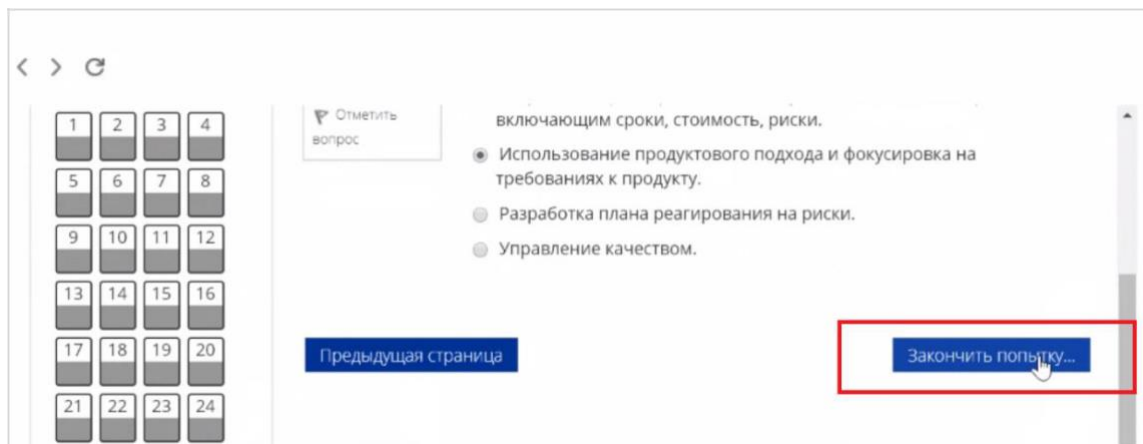 1 2 3 4
5 6 7 8
9 10 11 12
13 14 15 16
17 18 19 20
21 22 23 24
Отметить
вопрос
включающим сроки, стоимость, риски.
Использование продуктового подхода и фокусировка на
требованиях к продукту.
Разработка плана реагирования на риски.
Управление качеством.
Предыдущая страница
Закончить попытку...